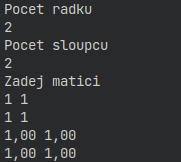 Pocet radku
2
Pocet sloupcu
2
Zadej matici
1 1
1 1
1,00 1,00
1,00 1,00